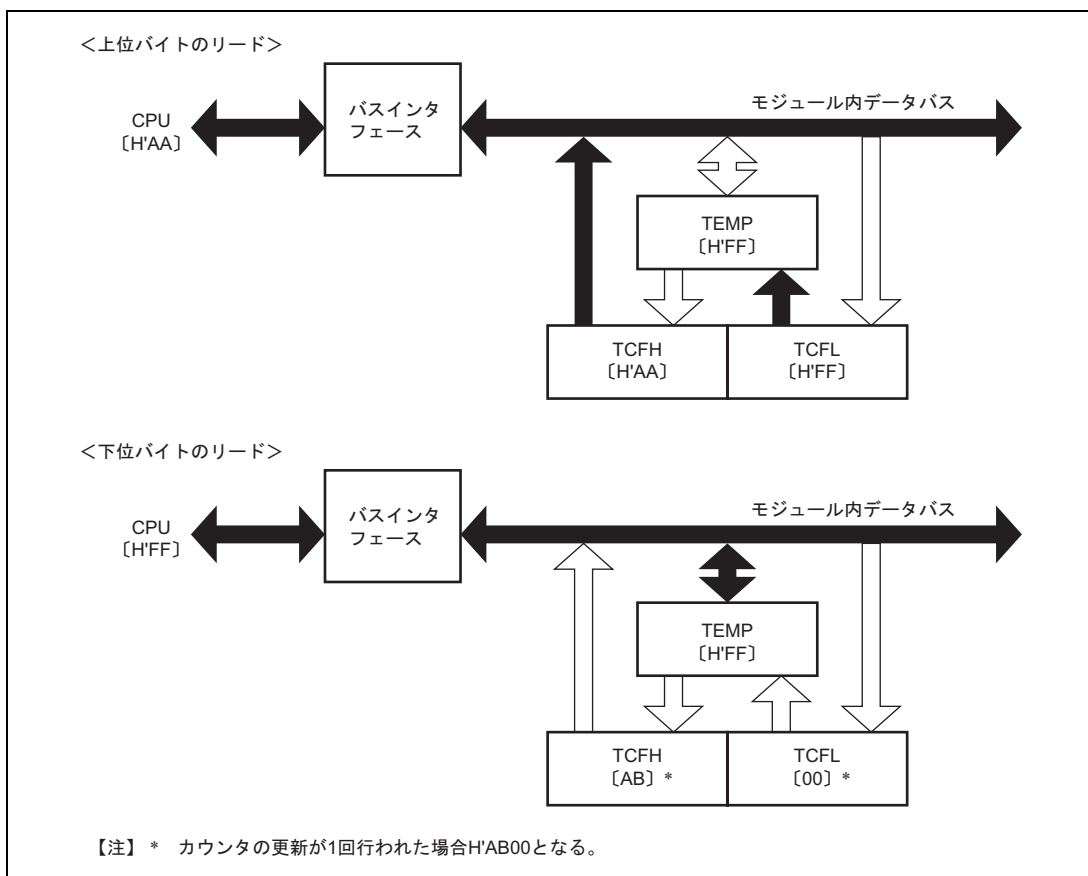 ＜上位バイトのリード＞
CPU
〔H'AA〕
バスインタ
フェース
モジュール内データバス
TEMP
〔H'FF〕
TCFH
〔H'AA〕
TCFL
〔H'FF〕
＜下位バイトのリード＞
CPU
〔H'FF〕
バスインタ
フェース
モジュール内データバス
TEMP
〔H'FF〕
TCFH
〔AB〕*
TCFL
〔00〕*
【注】 * カウンタの更新が1回行われた場合H'AB00となる。